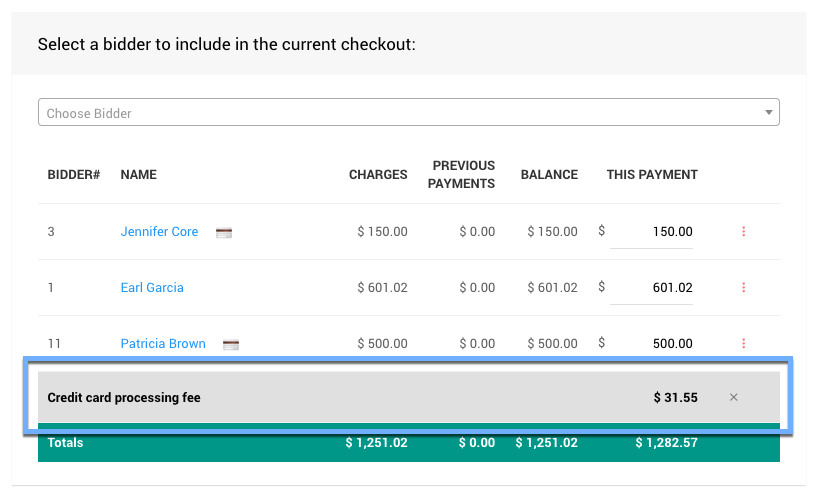 Select a bidder to include in the current checkout:
Choose Bidder
BIDDER# NAME CHARGES PREVIOUS PAYMENTS BALANCE THIS PAYMENT
3 Jennifer Core $ 150.00 $ 0.00 $ 150.00 $ 150.00
1 Earl Garcia $ 601.02 $ 0.00 $ 601.02 $ 601.02
11 Patricia Brown $ 500.00 $ 0.00 $ 500.00 $ 500.00
Credit card processing fee $ 31.55 ×
Totals $ 1,251.02 $ 0.00 $ 1,251.02 $ 1,282.57